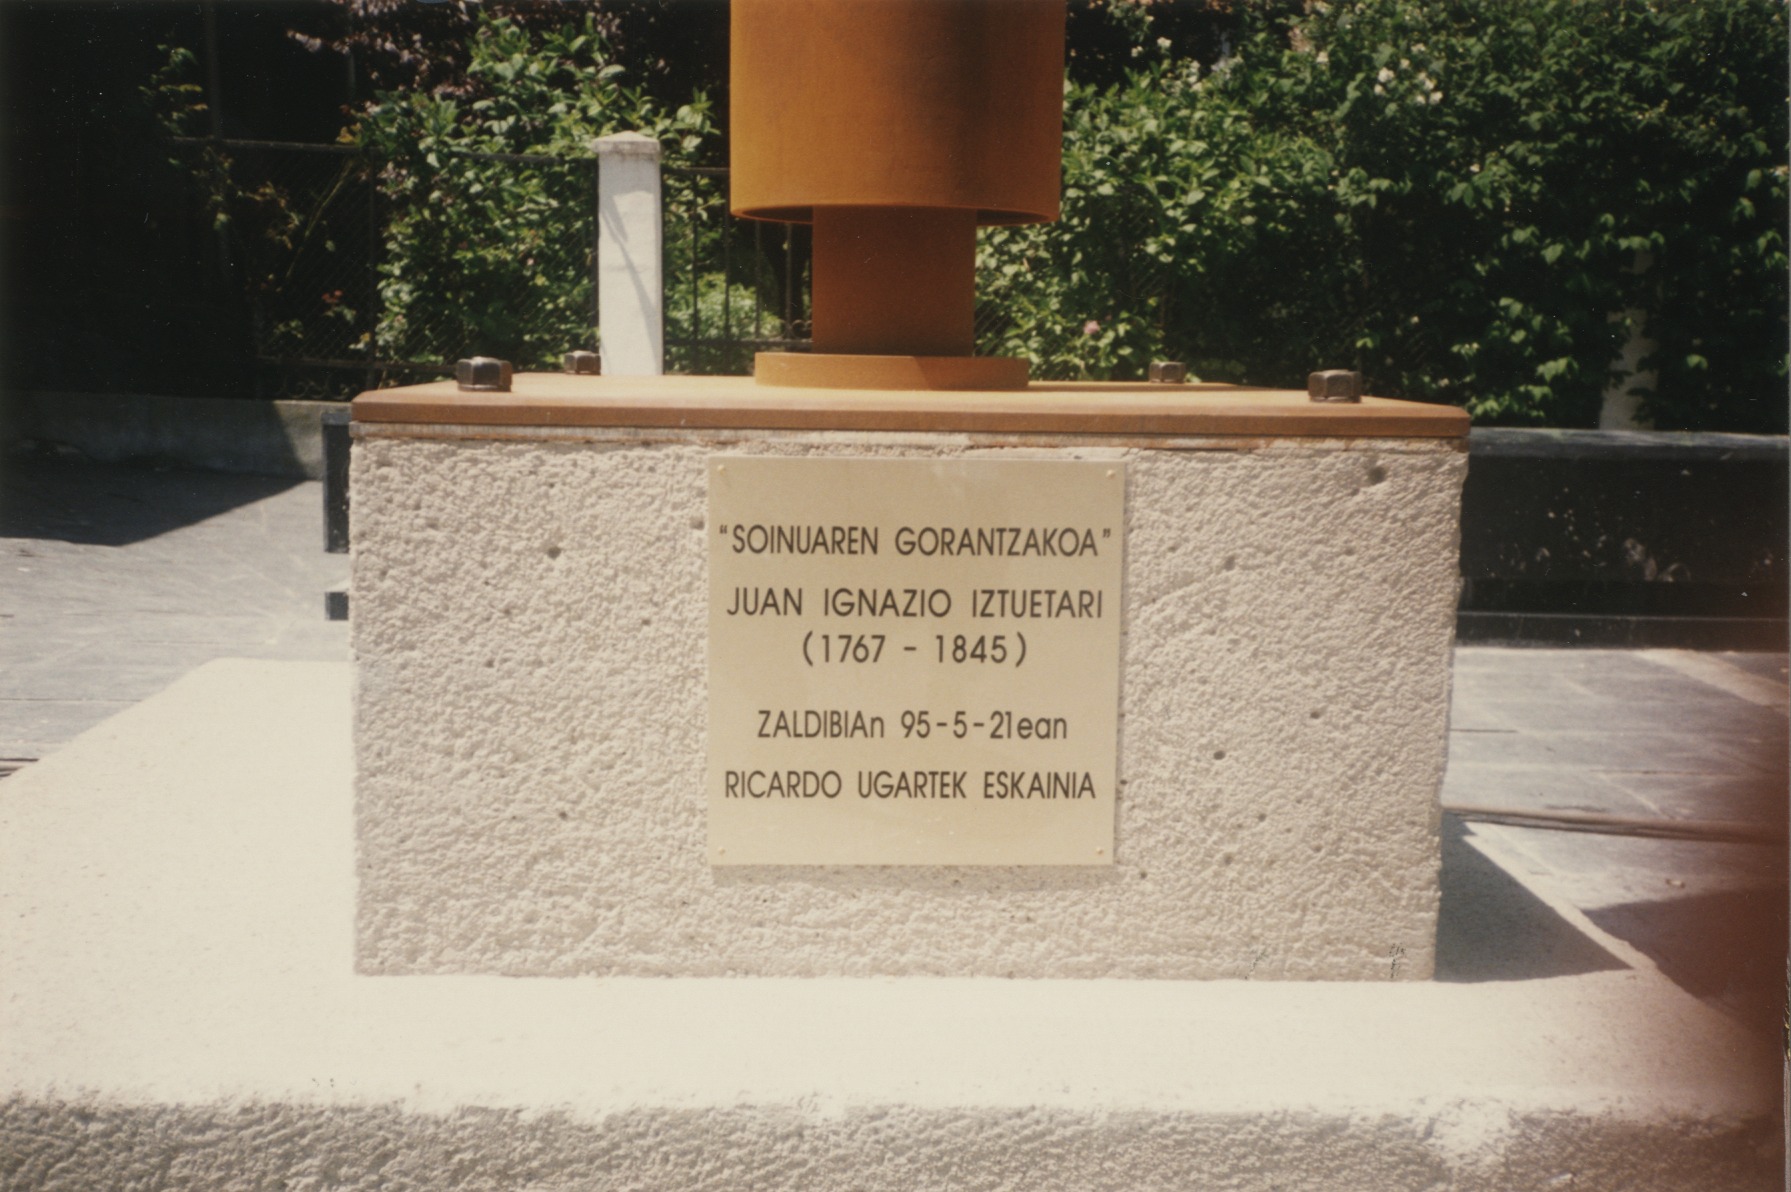 “SOINUAREN GORANTZAKOA”
JUAN IGNAZIO IZTUETARI
(1767 - 1845)
ZALDIBIAn 95-5-21ean
RICARDO UGARTEK ESKAINIA